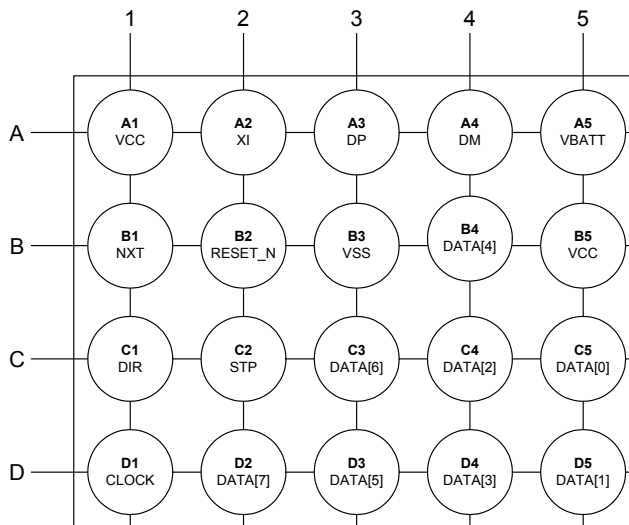 1 2 3 4 5
A
A1 A2 A3 A4 A5
VCC XI DP DM VBATT
B
B1 B2 B3 B4 B5
NXT RESET_N VSS DATA[4] VCC
C
C1 C2 C3 C4 C5
DIR STP DATA[6] DATA[2] DATA[0]
D
D1 D2 D3 D4 D5
CLOCK DATA[7] DATA[5] DATA[3] DATA[1]